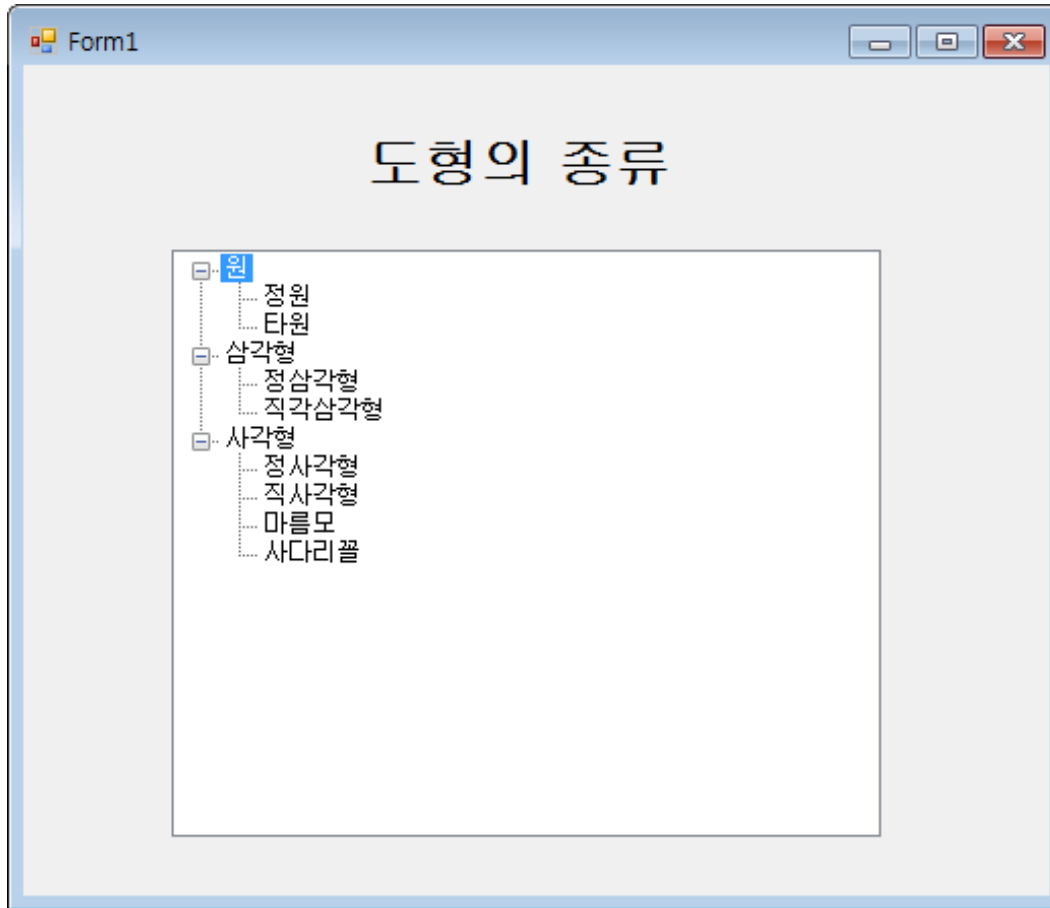 Form1
도형의 종류
원
정원
타원
삼각형
정삼각형
직각삼각형
사각형
정사각형
직사각형
마름모
사다리꼴